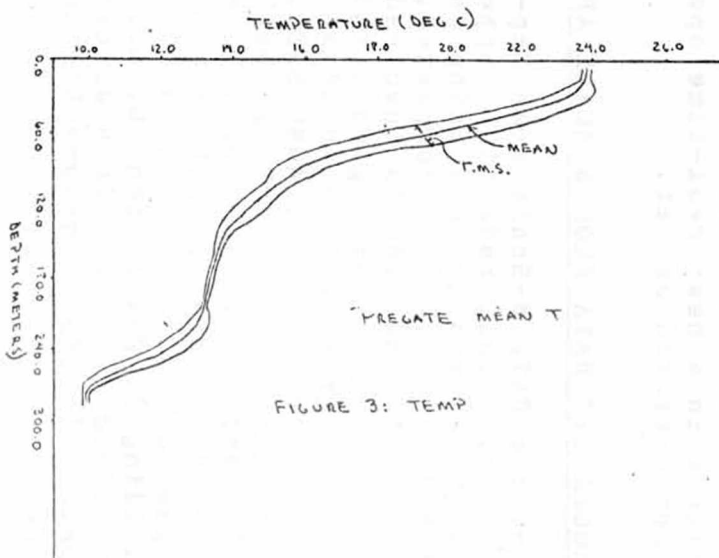 TEMPERATURE (DEG C)
10.0 12.0 14.0 16.0 18.0 20.0 22.0 24.0 26.0
0.0
60.0
120.0
180.0
240.0
300.0
DEPTH (METERS)
MEAN
r.m.s.
MEAN T
FIGURE 3: TEMP